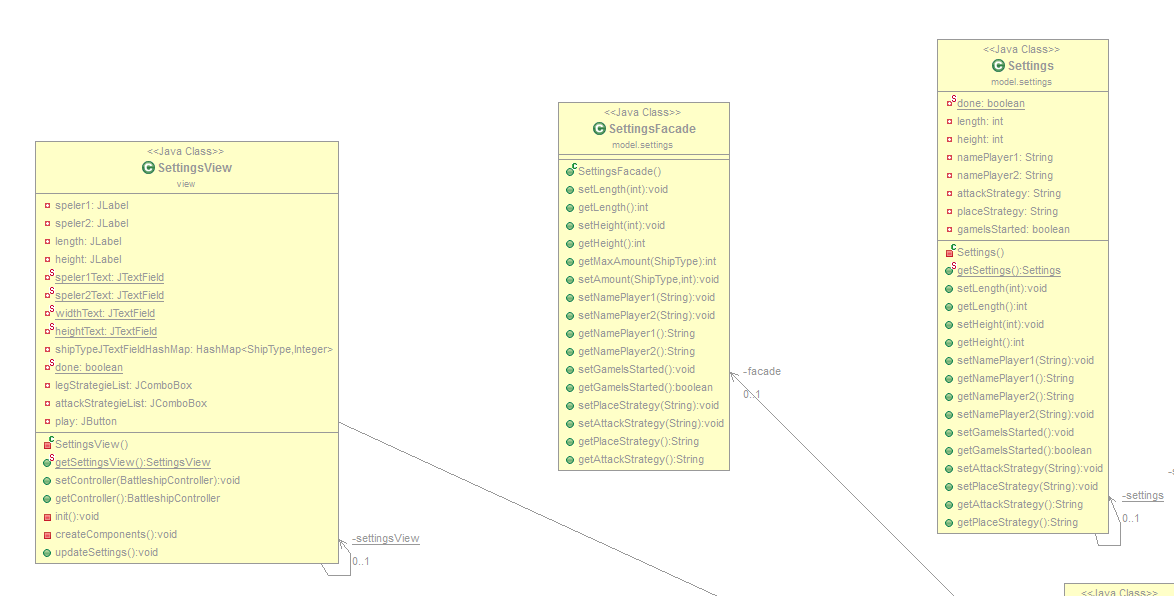 <<Java Class>>
SettingsView
view
speler1: JLabel
speler2: JLabel
length: JLabel
height: JLabel
speler1Text: JTextField
speler2Text: JTextField
widthText: JTextField
heightText: JTextField
shipTypeJTextFieldHashMap: HashMap<ShipType,Integer>
done: boolean
legStrategieList: JComboBox
attackStrategieList: JComboBox
play: JButton
SettingsView()
getSettingsView():SettingsView
setController(BattleshipController):void
getController():BattleshipController
init():void
createComponents():void
updateSettings():void
-settingsView
0..1
<<Java Class>>
SettingsFacade
model.settings
SettingsFacade()
setLength(int):void
getLength():int
setHeight(int):void
getHeight():int
getMaxAmount(ShipType):int
setAmount(ShipType,int):void
setNamePlayer1(String):void
setNamePlayer2(String):void
getNamePlayer1():String
getNamePlayer2():String
setGameIsStarted():void
getGameIsStarted():boolean
setPlaceStrategy(String):void
setAttackStrategy(String):void
getPlaceStrategy():String
getAttackStrategy():String
-facade
0..1
<<Java Class>>
Settings
model.settings
done: boolean
length: int
height: int
namePlayer1: String
namePlayer2: String
attackStrategy: String
placeStrategy: String
gameIsStarted: boolean
Settings()
getSettings():Settings
setLength(int):void
getLength():int
setHeight(int):void
getHeight():int
setNamePlayer1(String):void
getNamePlayer1():String
getNamePlayer2():String
setNamePlayer2(String):void
setGameIsStarted():void
getGameIsStarted():boolean
setAttackStrategy(String):void
setPlaceStrategy(String):void
getAttackStrategy():String
getPlaceStrategy():String
-settings
0..1
<<Java Class>>